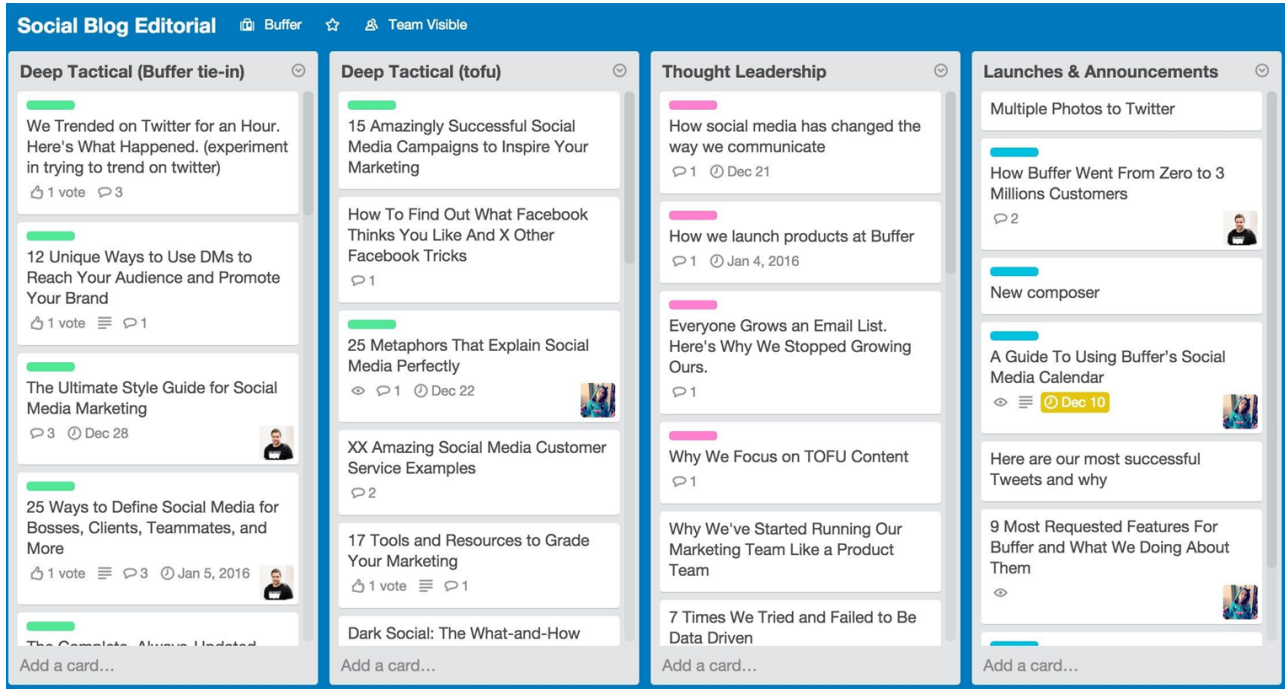 Social Blog Editorial Buffer Team Visible
Deep Tactical (Buffer tie-in)
We Trended on Twitter for an Hour.
Here's What Happened. (experiment
in trying to trend on twitter)
1 vote 3
12 Unique Ways to Use DMs to
Reach Your Audience and Promote
Your Brand
1 vote 1
The Ultimate Style Guide for Social
Media Marketing
3 Dec 28
25 Ways to Define Social Media for
Bosses, Clients, Teammates, and
More
1 vote 3 Jan 5, 2016
The Complete, Always-Updated
Add a card…
Deep Tactical (tofu)
15 Amazingly Successful Social
Media Campaigns to Inspire Your
Marketing
How To Find Out What Facebook
Thinks You Like And X Other
Facebook Tricks
1
25 Metaphors That Explain Social
Media Perfectly
1 Dec 22
XX Amazing Social Media Customer
Service Examples
2
17 Tools and Resources to Grade
Your Marketing
1 vote 1
Dark Social: The What-and-How
Add a card…
Thought Leadership
How social media has changed the
way we communicate
1 Dec 21
How we launch products at Buffer
1 Jan 4, 2016
Everyone Grows an Email List.
Here's Why We Stopped Growing
Ours.
1
Why We Focus on TOFU Content
1
Why We've Started Running Our
Marketing Team Like a Product
Team
7 Times We Tried and Failed to Be
Data Driven
Add a card…
Launches & Announcements
Multiple Photos to Twitter
How Buffer Went From Zero to 3
Millions Customers
2
New composer
A Guide To Using Buffer's Social
Media Calendar
Dec 10
Here are our most successful
Tweets and why
9 Most Requested Features For
Buffer and What We Doing About
Them
Add a card…